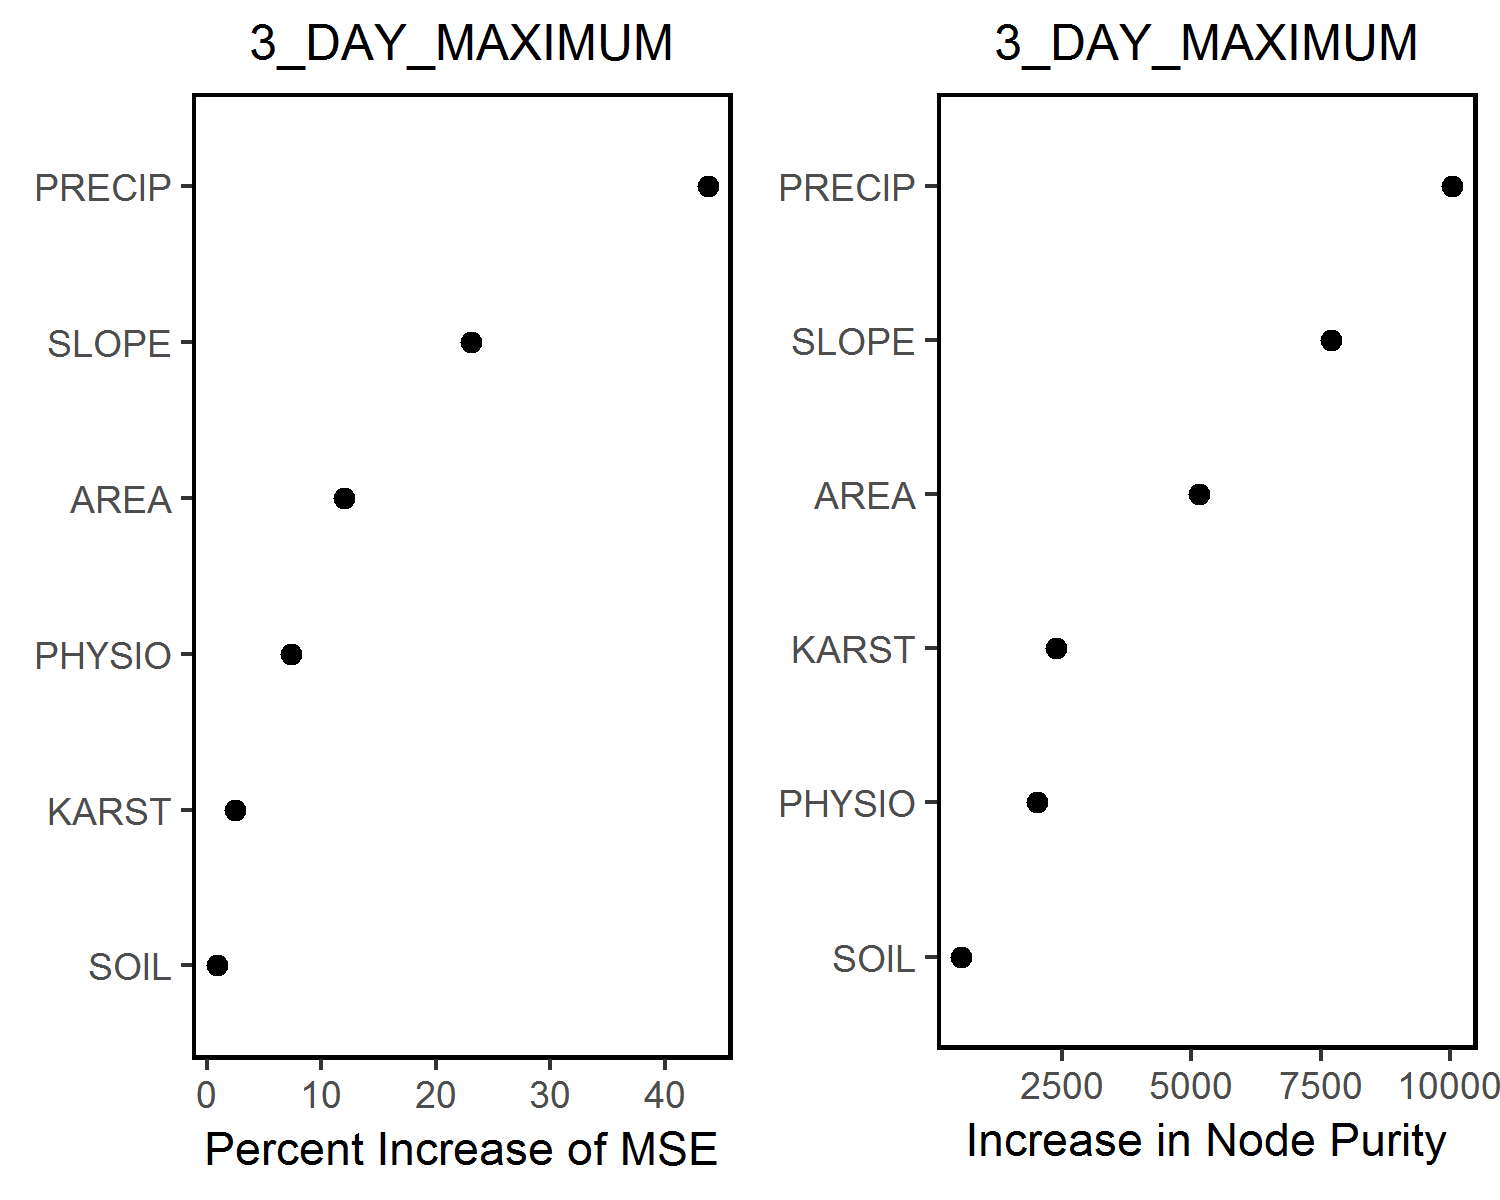 3_DAY_MAXIMUM
PRECIP
SLOPE
AREA
PHYSIO
KARST
SOIL
0 10 20 30 40
Percent Increase of MSE
3_DAY_MAXIMUM
PRECIP
SLOPE
AREA
KARST
PHYSIO
SOIL
2500 5000 7500 10000
Increase in Node Purity